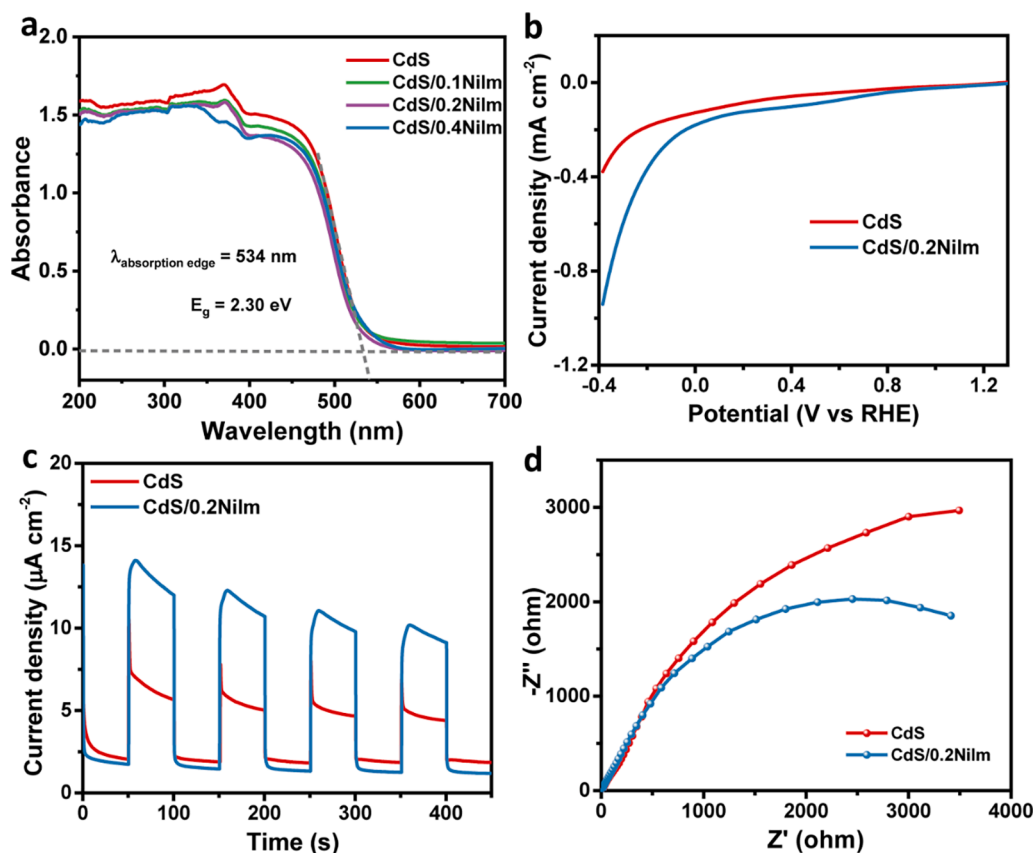 a
2.0
1.5
1.0
0.5
0.0
Absorbance
CdS
CdS/0.1NiIm
CdS/0.2NiIm
CdS/0.4NiIm
λabsorption edge = 534 nm
Eg = 2.30 eV
200 300 400 500 600 700
Wavelength (nm)
b
0.0
-0.4
-0.8
-1.2
Current density (mA cm-2)
CdS
CdS/0.2NiIm
-0.4 0.0 0.4 0.8 1.2
Potential (V vs RHE)
c
20
15
10
5
0
Current density (μA cm-2)
CdS
CdS/0.2NiIm
0 100 200 300 400
Time (s)
d
3000
2000
1000
0
-Z'' (ohm)
CdS
CdS/0.2NiIm
0 1000 2000 3000 4000
Z' (ohm)